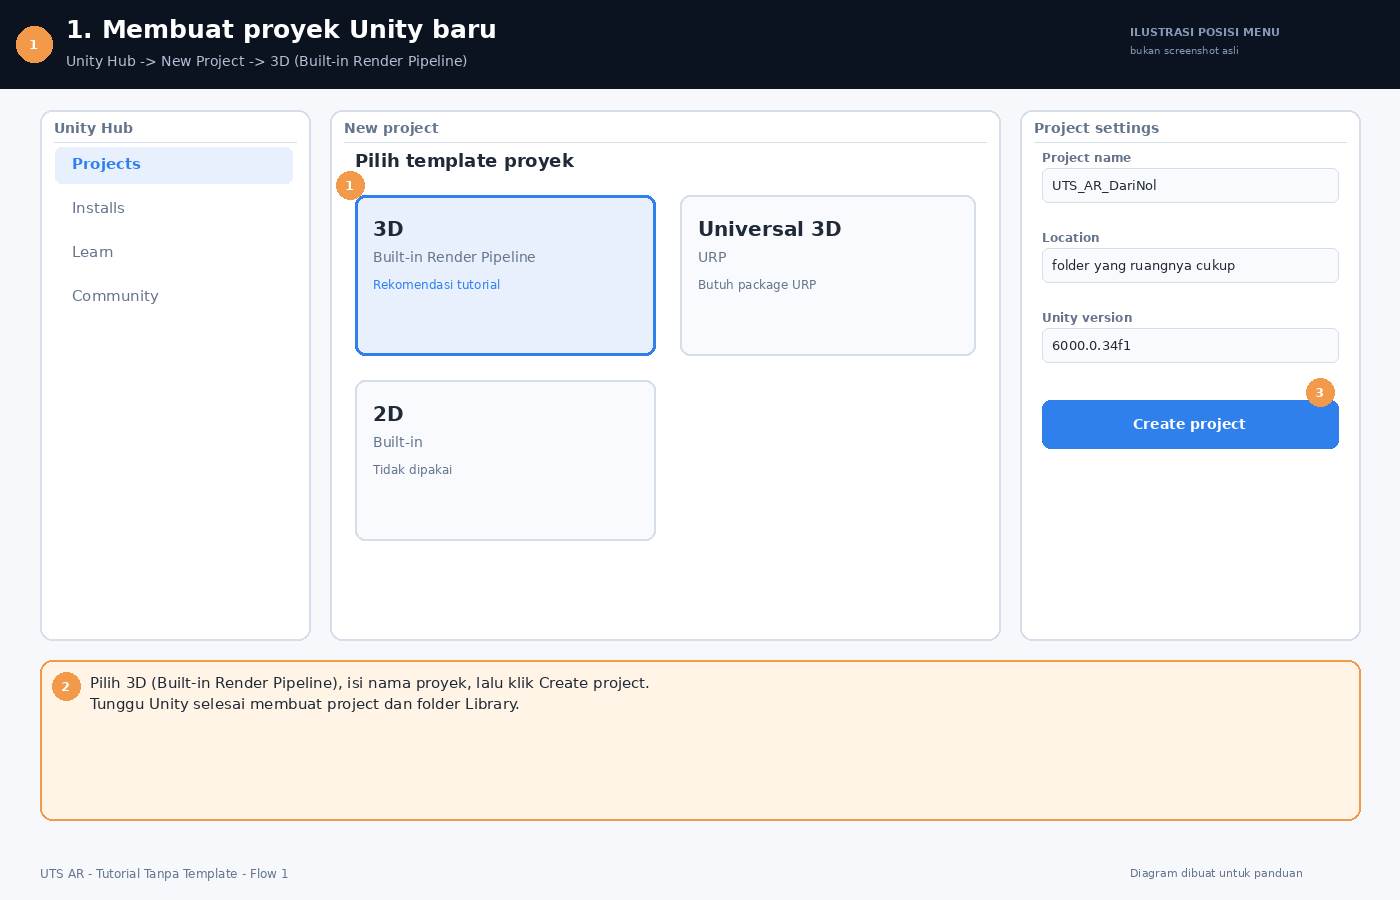 1
1. Membuat proyek Unity baru
Unity Hub -> New Project -> 3D (Built-in Render Pipeline)
ILUSTRASI POSISI MENU
bukan screenshot asli
Unity Hub
Projects
Installs
Learn
Community
New project
Pilih template proyek
1
3D
Built-in Render Pipeline
Rekomendasi tutorial
Universal 3D
URP
Butuh package URP
2D
Built-in
Tidak dipakai
Project settings
Project name
UTS_AR_DariNol
Location
folder yang ruangnya cukup
Unity version
6000.0.34f1
3
Create project
2
Pilih 3D (Built-in Render Pipeline), isi nama proyek, lalu klik Create project.
Tunggu Unity selesai membuat project dan folder Library.
UTS AR - Tutorial Tanpa Template - Flow 1
Diagram dibuat untuk panduan